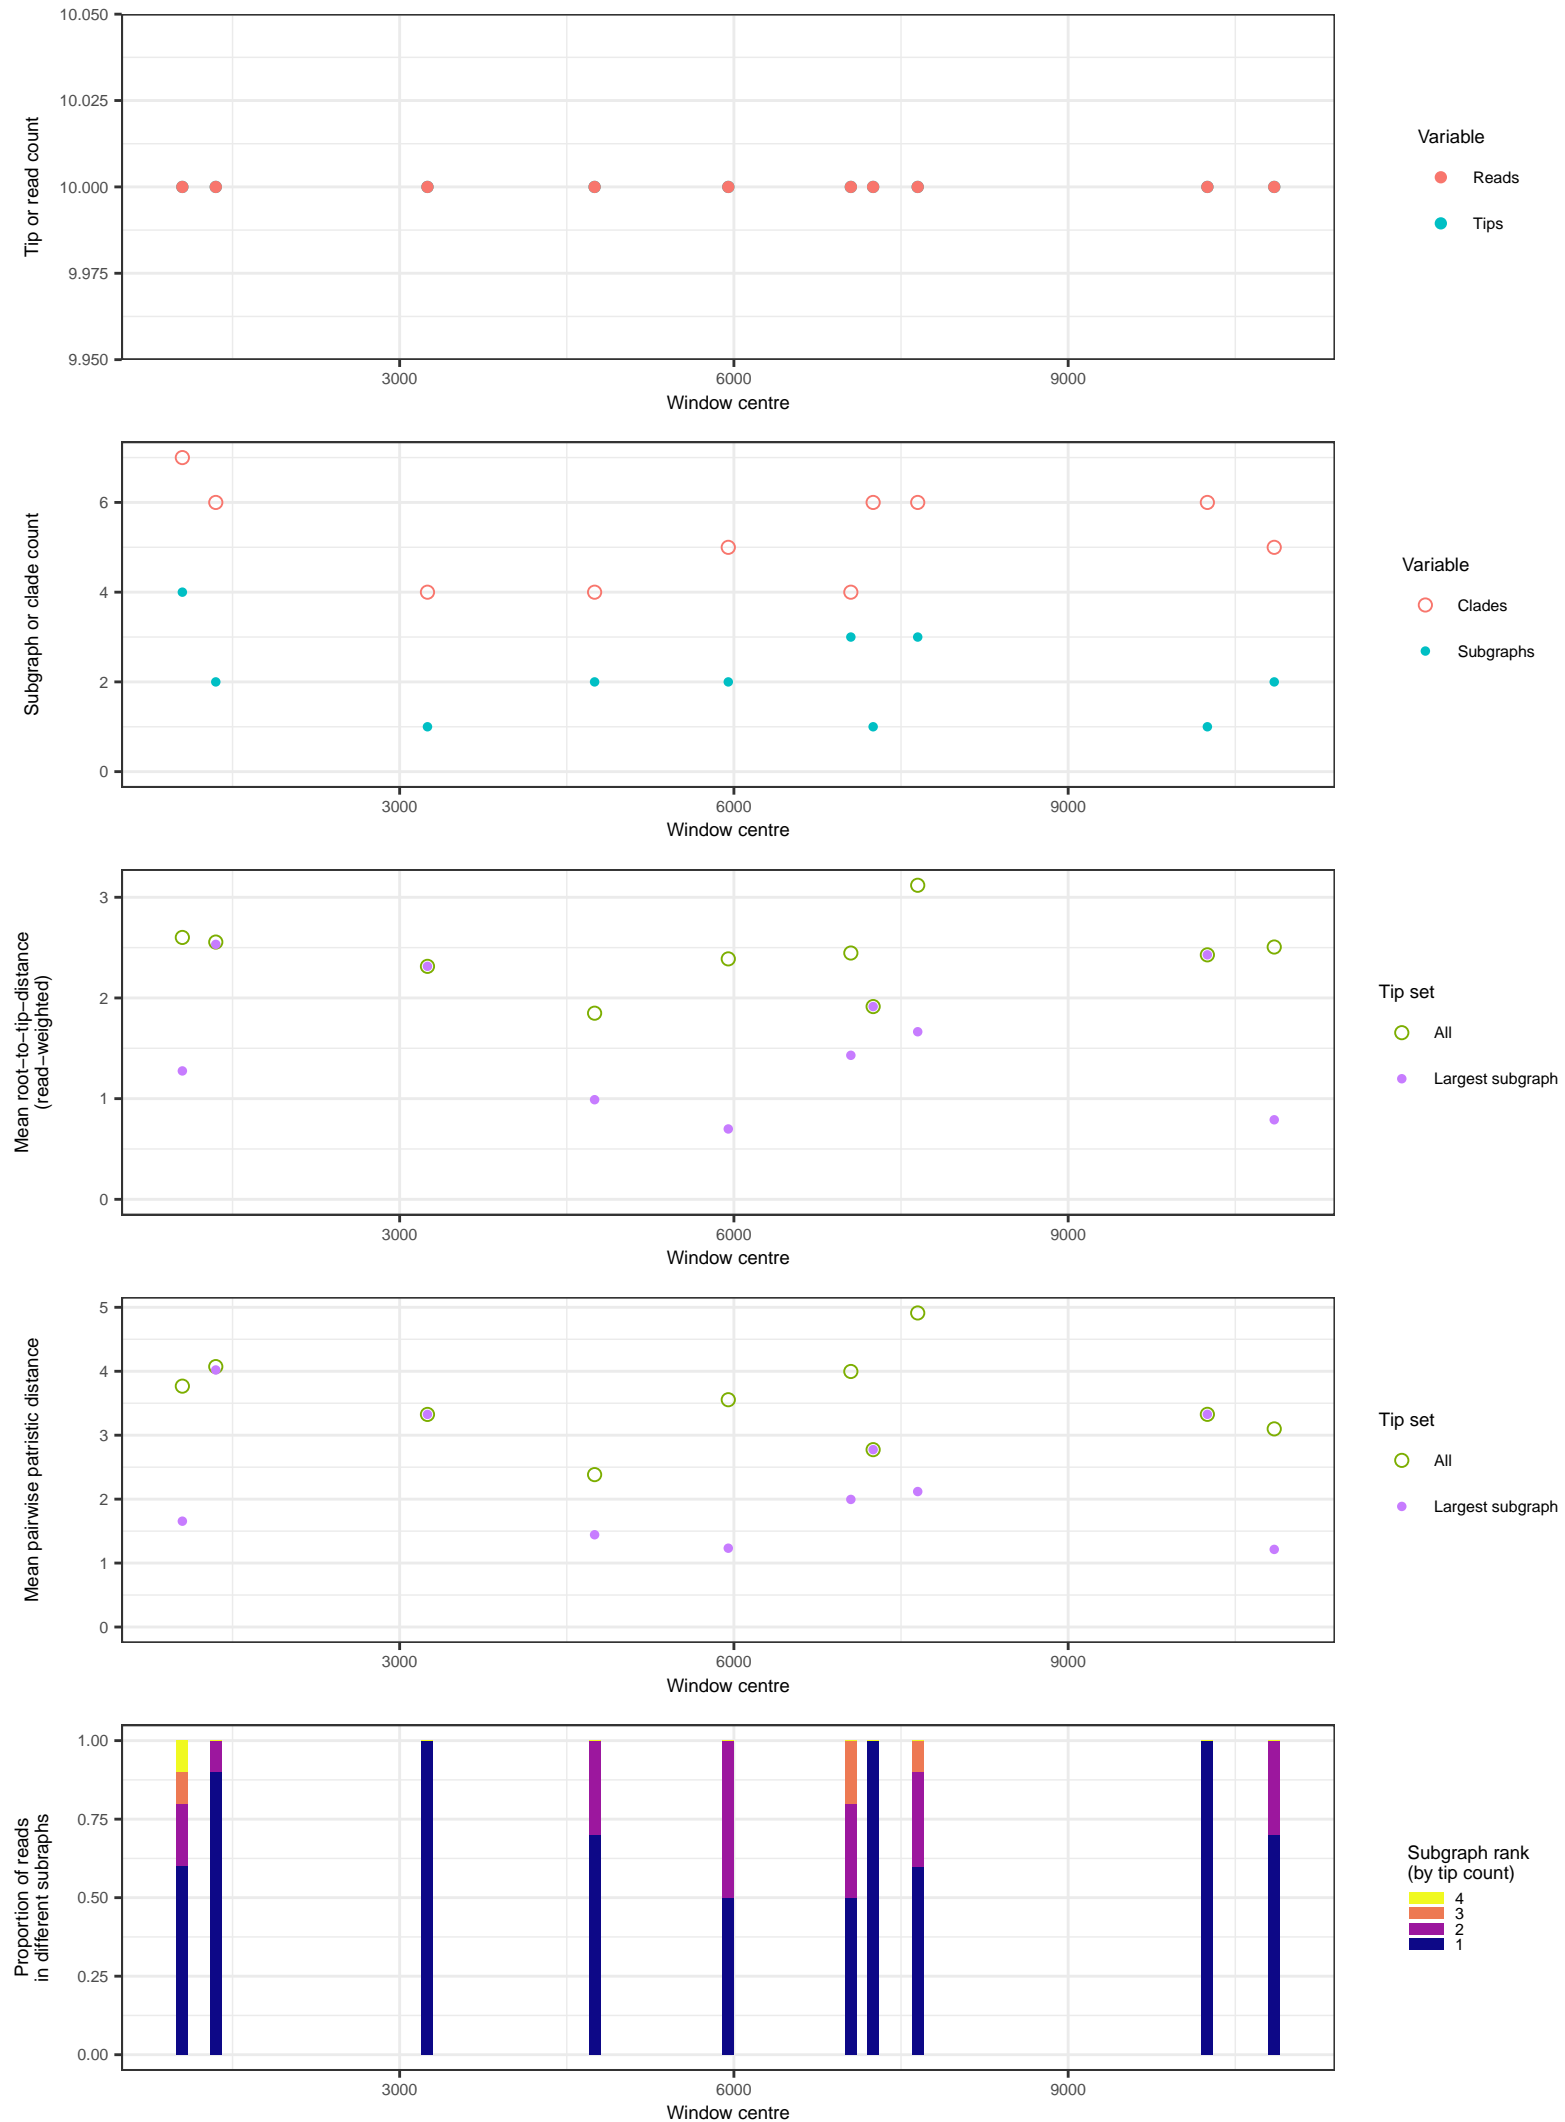 10.050
10.025
10.000
9.975
9.950
Tip or read count
3000 6000 9000
Window centre
Variable
Reads
Tips
6
4
2
0
Subgraph or clade count
3000 6000 9000
Window centre
Variable
Clades
Subgraphs
3
2
1
0
Mean root−to−tip−distance
(read−weighted)
3000 6000 9000
Window centre
Tip set
All
Largest subgraph
5
4
3
2
1
0
Mean pairwise patristic distance
3000 6000 9000
Window centre
Tip set
All
Largest subgraph
1.00
0.75
0.50
0.25
0.00
Proportion of reads
in different subraphs
3000 6000 9000
Window centre
Subgraph rank
(by tip count)
4
3
2
1